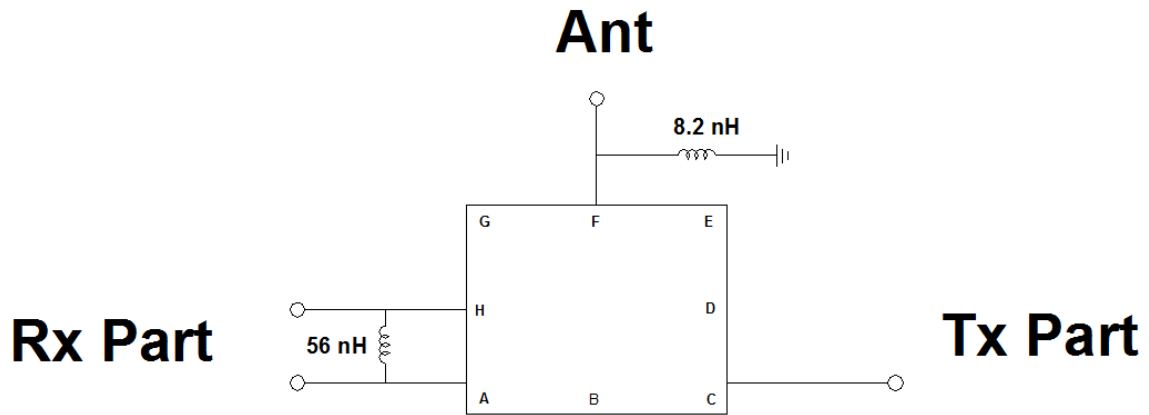 Ant
8.2 nH
G F E
H D
Rx Part
56 nH
Tx Part
A B C